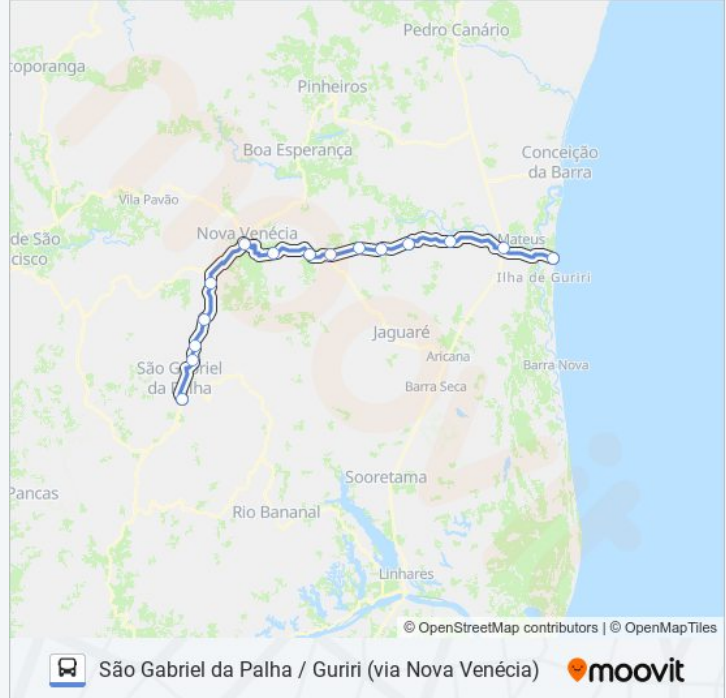 Pedro Canário
toporanga
Pinheiros
Boa Esperança
Conceição
da Barra
Vila Pavão
Nova Venécia
Mateus
de São
cisco
Ilha de Guriri
Jaguaré
Aricana
São Gabriel
da Palha
Barra Nova
Barra Seca
Sooretama
Pancas
Rio Bananal
Linhares
© OpenStreetMap contributors | © OpenMapTiles
São Gabriel da Palha / Guriri (via Nova Venécia)
moovit
moovit